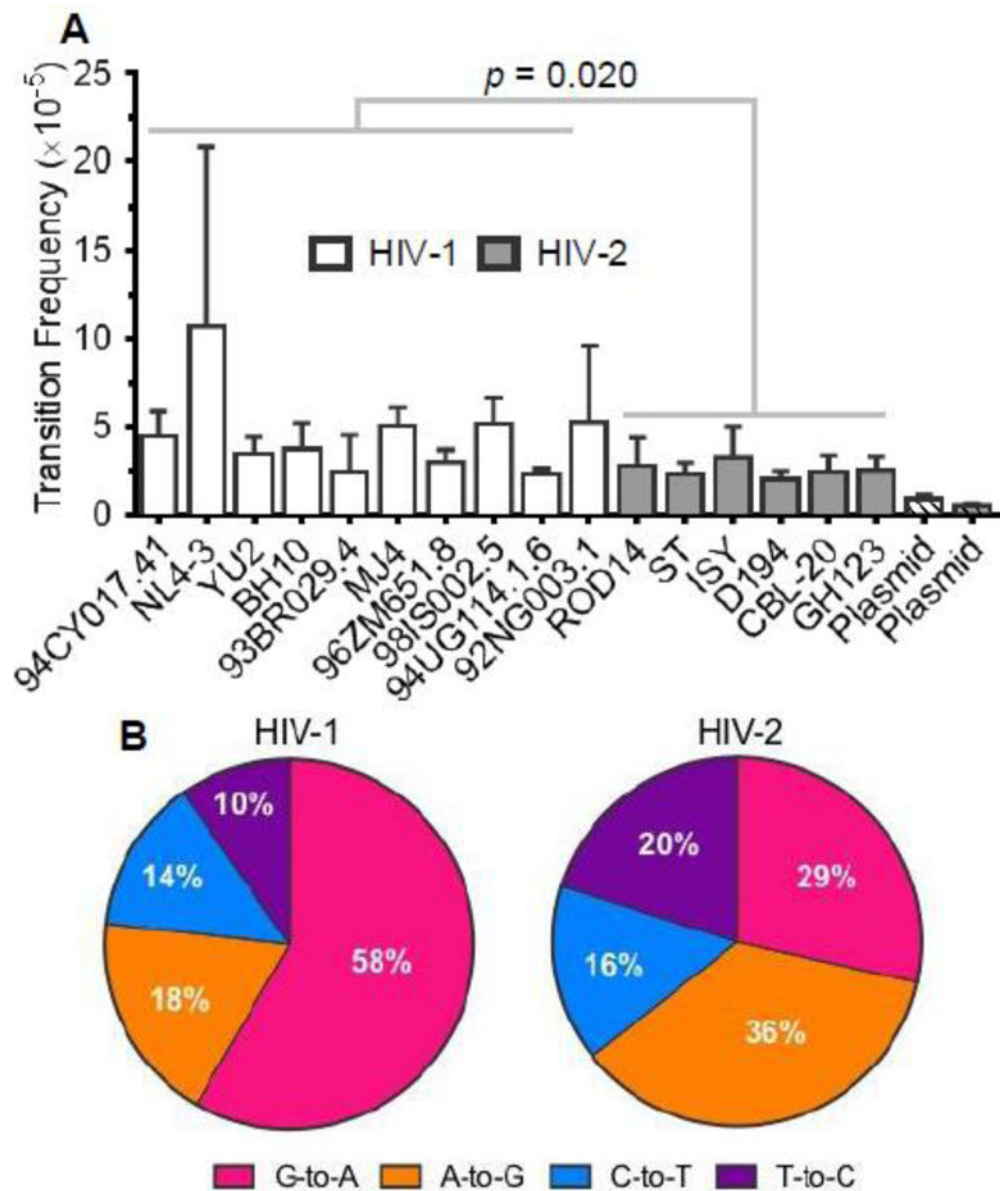 A
Transition Frequency (×10⁻⁵)
p = 0.020
25
20
15
10
5
0
HIV-1 HIV-2
94CY017.41
NL4-3
YU2
BH10
93BR029.4
MJ4
96ZM651.8
98IS002.5
94UG114.1.6
92NG003.1
ROD14
ST
ISY
D194
CBL-20
GH123
Plasmid
Plasmid
B
HIV-1 HIV-2
10%
14%
18%
58%
20%
29%
16%
36%
G-to-A A-to-G C-to-T T-to-C